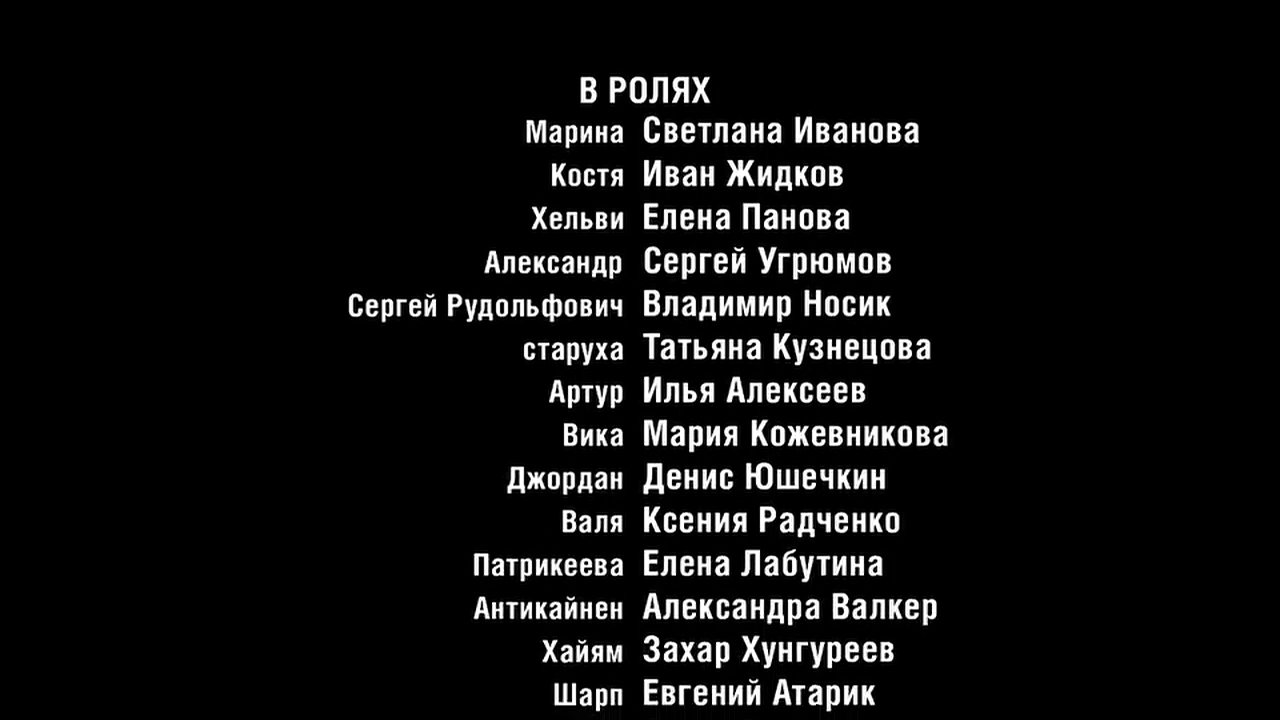 В РОЛЯХ
Марина Светлана Иванова
Костя Иван Жидков
Хельви Елена Панова
Александр Сергей Угрюмов
Сергей Рудольфович Владимир Носик
старуха Татьяна Кузнецова
Артур Илья Алексеев
Вика Мария Кожевникова
Джордан Денис Юшечкин
Валя Ксения Радченко
Патрикеева Елена Лабутина
Антикайнен Александра Валкер
Хайям Захар Хунгуреев
Шарп Евгений Атарик